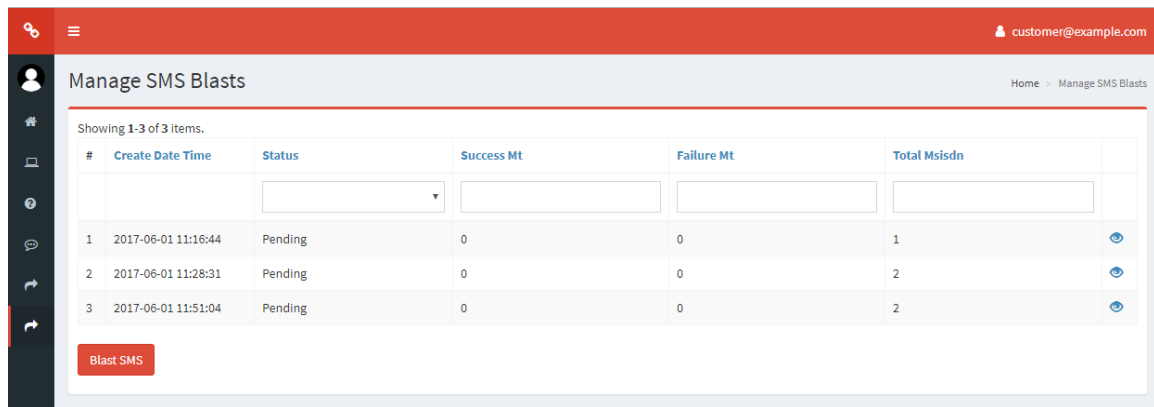 customer@example.com
Manage SMS Blasts
Home > Manage SMS Blasts
Showing 1-3 of 3 items.
# Create Date Time Status Success Mt Failure Mt Total Msisdn
1 2017-06-01 11:16:44 Pending 0 0 1
2 2017-06-01 11:28:31 Pending 0 0 2
3 2017-06-01 11:51:04 Pending 0 0 2
Blast SMS